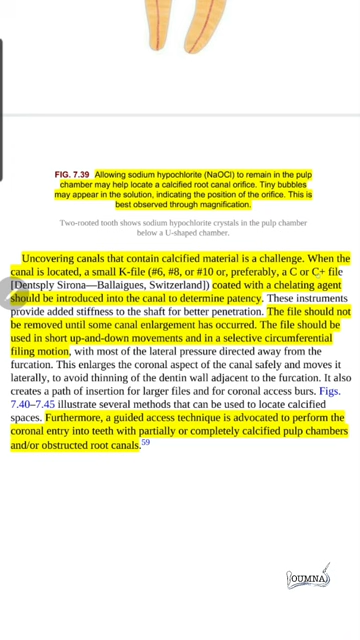 FIG. 7.39 Allowing sodium hypochlorite (NaOCl) to remain in the pulp
chamber may help locate a calcified root canal orifice. Tiny bubbles
may appear in the solution, indicating the position of the orifice. This is
best observed through magnification.
Two-rooted tooth shows sodium hypochlorite crystals in the pulp chamber
below a U-shaped chamber.
Uncovering canals that contain calcified material is a challenge. When the
canal is located, a small K-file (#6, #8, or #10 or, preferably, a C or C+ file
[Dentsply Sirona—Ballaigues, Switzerland]) coated with a chelating agent
should be introduced into the canal to determine patency. These instruments
provide added stiffness to the shaft for better penetration. The file should not
be removed until some canal enlargement has occurred. The file should be
used in short up-and-down movements and in a selective circumferential
filing motion, with most of the lateral pressure directed away from the
furcation. This enlarges the coronal aspect of the canal safely and moves it
laterally, to avoid thinning of the dentin wall adjacent to the furcation. It also
creates a path of insertion for larger files and for coronal access burs. Figs.
7.40–7.45 illustrate several methods that can be used to locate calcified
spaces. Furthermore, a guided access technique is advocated to perform the
coronal entry into teeth with partially or completely calcified pulp chambers
and/or obstructed root canals.59
OUMNA